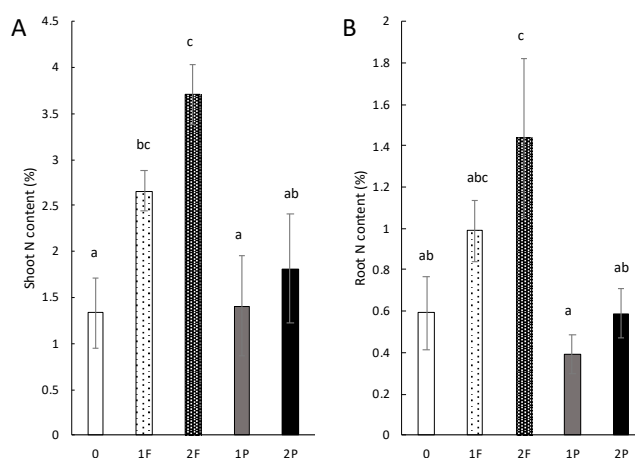 A
Shoot N content (%)
4.5
4
3.5
3
2.5
2
1.5
1
0.5
0
a
bc
c
a
ab
0 1F 2F 1P 2P
B
Root N content (%)
2
1.8
1.6
1.4
1.2
1
0.8
0.6
0.4
0.2
0
ab
abc
c
a
ab
0 1F 2F 1P 2P